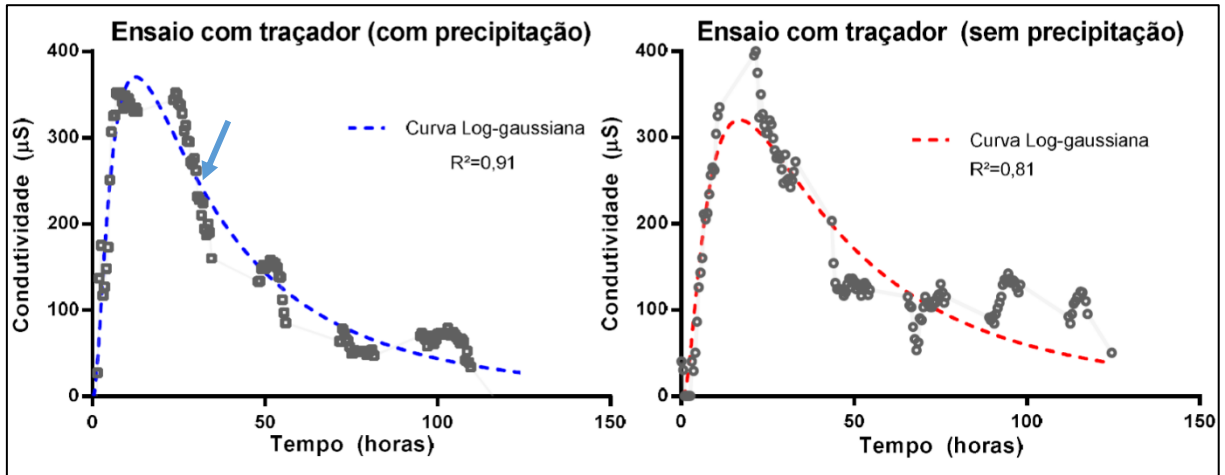 Ensaio com traçador (com precipitação)
400
300
200
100
0
Condutividade (µS)
Curva Log-gaussiana
R²=0,91
0
50
100
150
Tempo (horas)
Ensaio com traçador (sem precipitação)
400
300
200
100
0
Condutividade (µS)
Curva Log-gaussiana
R²=0,81
0
50
100
150
Tempo (horas)